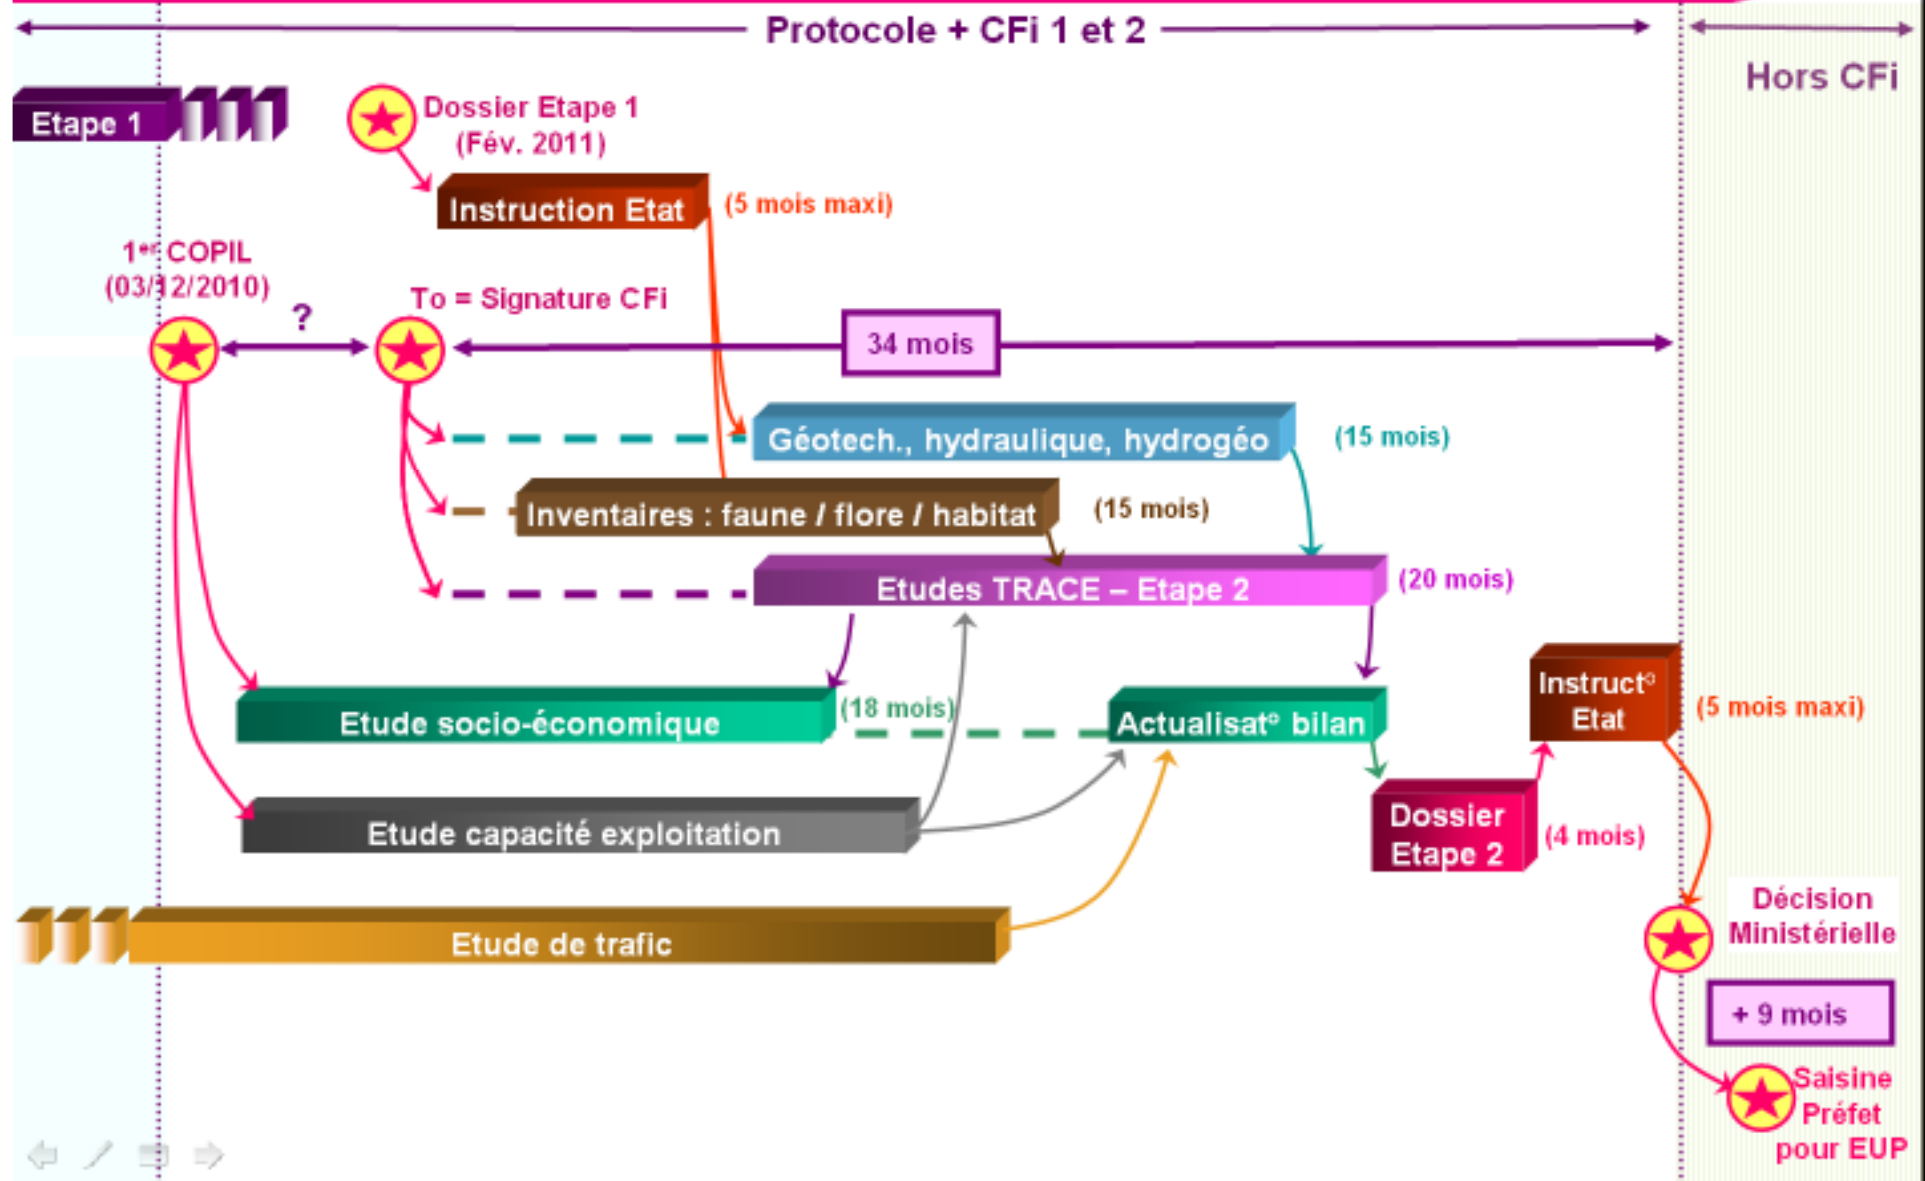 Protocole + CFi 1 et 2
Hors CFi
Etape 1
Dossier Etape 1
(Fév. 2011)
Instruction Etat
(5 mois maxi)
1er COPIL
(03/12/2010)
?
To = Signature CFi
34 mois
Géotech., hydraulique, hydrogéo
(15 mois)
Inventaires : faune / flore / habitat
(15 mois)
Etudes TRACE – Etape 2
(20 mois)
Etude socio-économique
(18 mois)
Actualisat° bilan
Instruct°
Etat
(5 mois maxi)
Etude capacité exploitation
Dossier
Etape 2
(4 mois)
Etude de trafic
Décision
Ministérielle
+ 9 mois
Saisine
Préfet
pour EUP